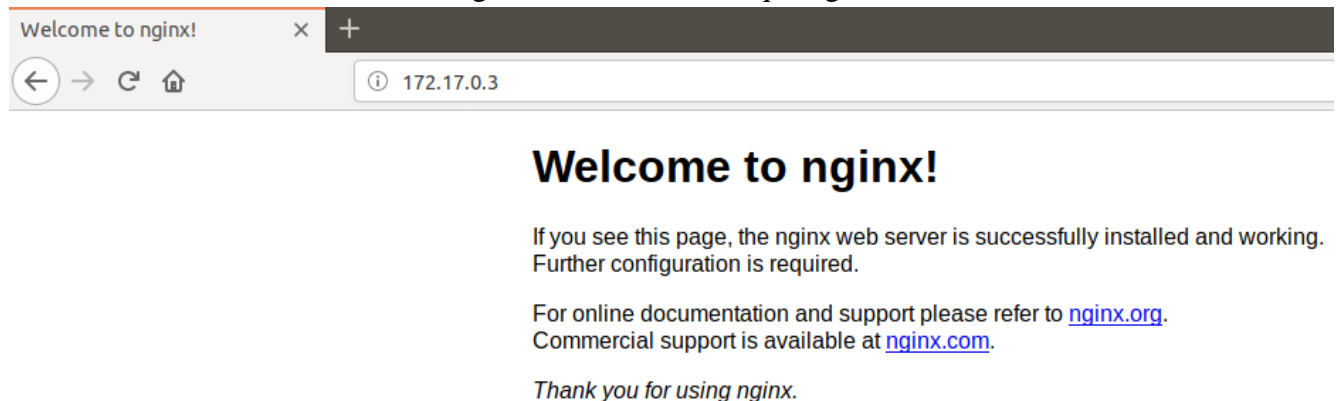 Welcome to nginx!
172.17.0.3
Welcome to nginx!
If you see this page, the nginx web server is successfully installed and working.
Further configuration is required.
For online documentation and support please refer to nginx.org.
Commercial support is available at nginx.com.
Thank you for using nginx.